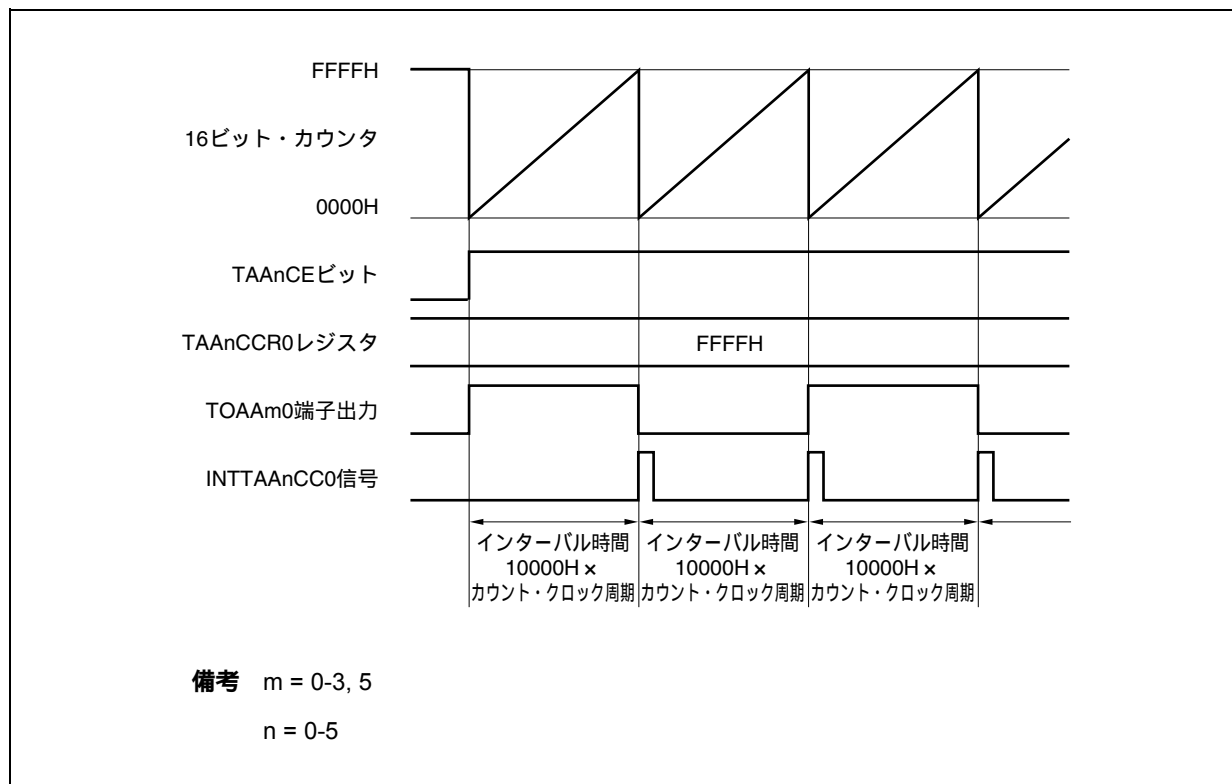 FFFFH
16ビット・カウンタ
0000H
TAAnCEビット
TAAnCCR0レジスタ
FFFFH
TOAAm0端子出力
INTTAAnCC0信号
インターバル時間
10000H ×
カウント・クロック周期
インターバル時間
10000H ×
カウント・クロック周期
インターバル時間
10000H ×
カウント・クロック周期
備考 m = 0-3, 5
n = 0-5